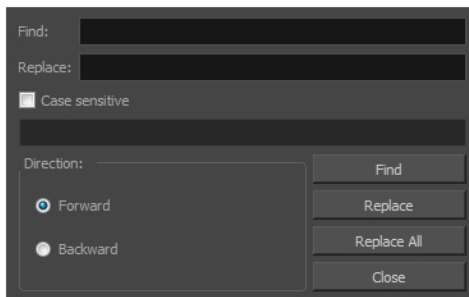 Find:
Replace:
Case sensitive
Direction:
Forward
Backward
Find
Replace
Replace All
Close